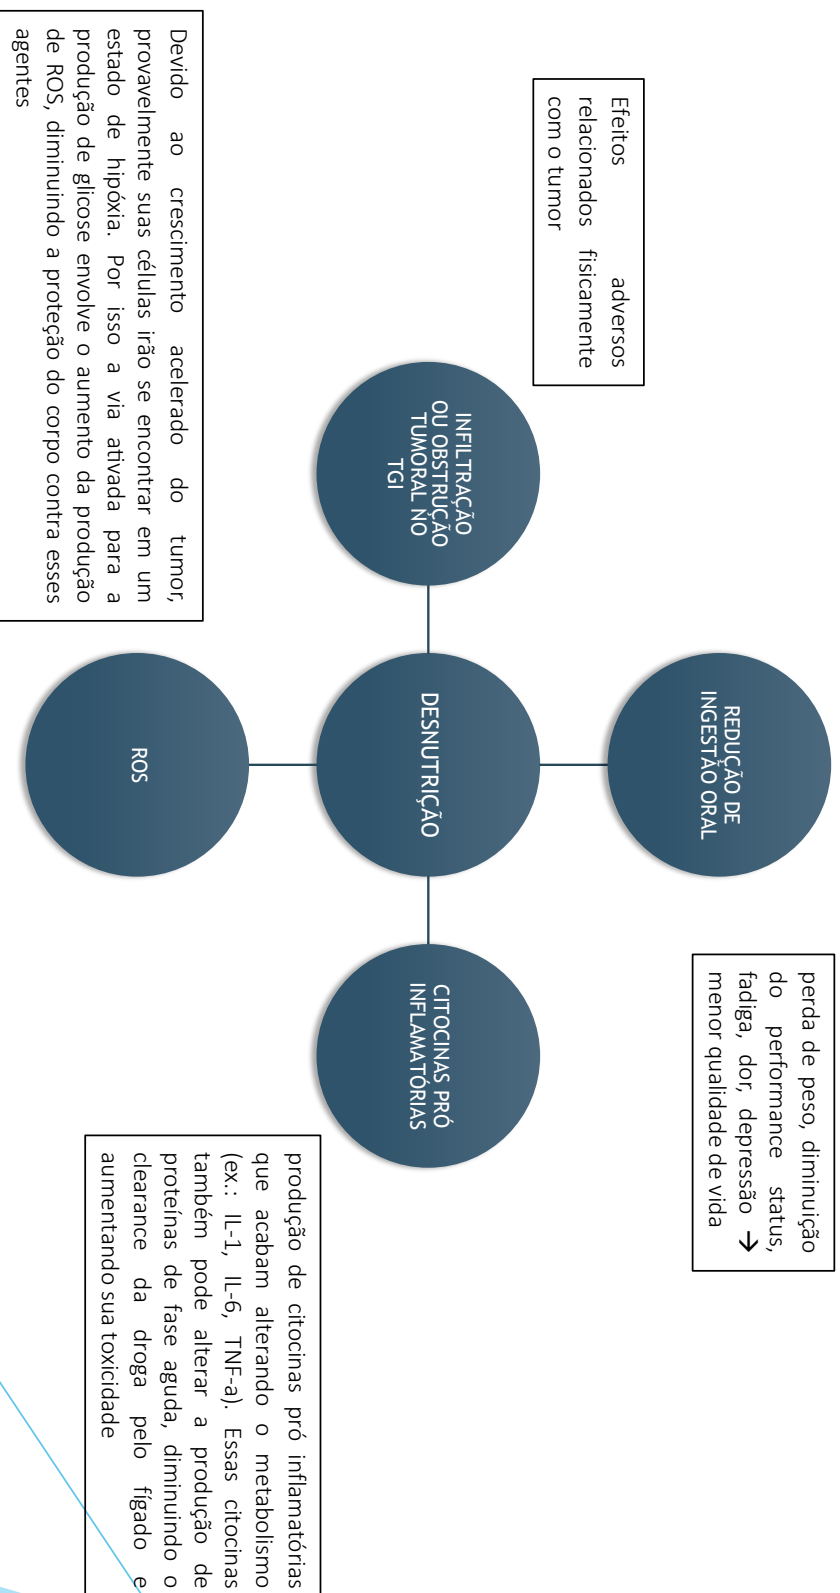 REDUÇÃO DE
INGESTÃO ORAL
perda de peso, diminuição
do performance status,
fadiga, dor, depressão →
menor qualidade de vida
Efeitos adversos
relacionados fisicamente
com o tumor
INFILTRAÇÃO
OU OBSTRUÇÃO
TUMORAL NO
TGI
DESNUTRIÇÃO
CITOCINAS PRÓ
INFLAMATÓRIAS
produção de citocinas pró inflamatórias
que acabam alterando o metabolismo
(ex.: IL-1, IL-6, TNF-a). Essas citocinas
também pode alterar a produção de
proteínas de fase aguda, diminuindo o
clearance da droga pelo fígado e
aumentando sua toxicidade
Devido ao crescimento acelerado do tumor,
provavelmente suas células irão se encontrar em um
estado de hipóxia. Por isso a via ativada para a
produção de glicose envolve o aumento da produção
de ROS, diminuindo a proteção do corpo contra esses
agentes
ROS